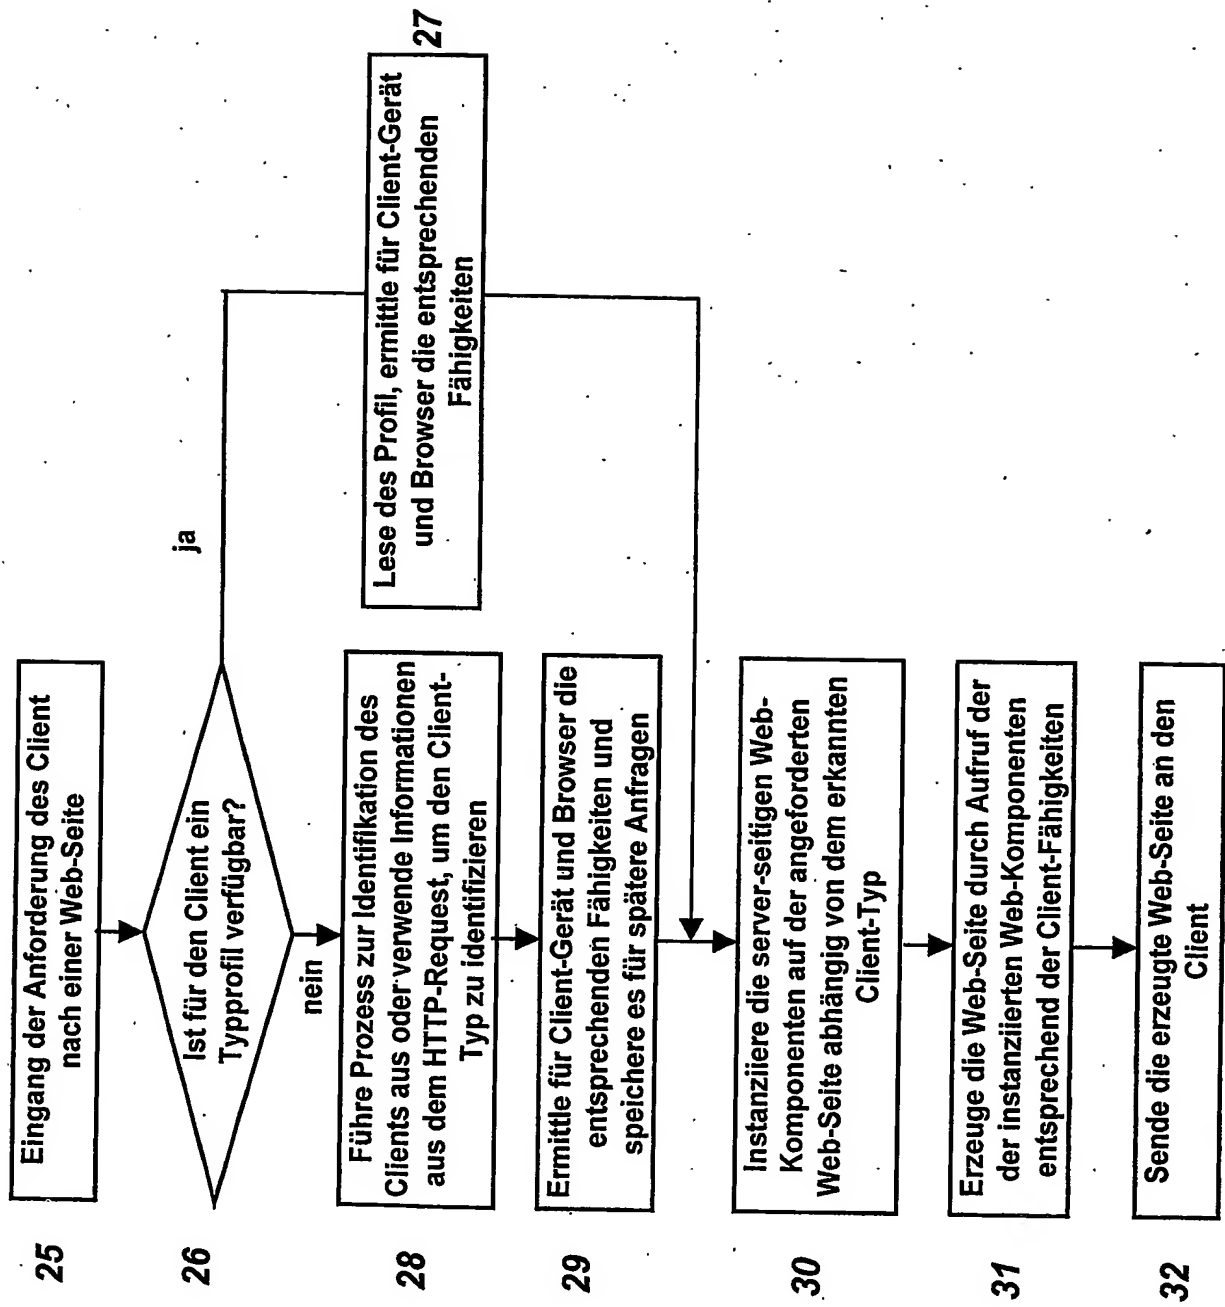 25
Eingang der Anforderung des Client
nach einer Web-Seite
26
Ist für den Client ein
Typprofil verfügbar?
ja
nein
27
Lese des Profil, ermittle für Client-Gerät
und Browser die entsprechenden
Fähigkeiten
28
Führe Prozess zur Identifikation des
Clients aus oder verwende Informationen
aus dem HTTP-Request, um den Client-
Typ zu identifizieren
29
Ermittle für Client-Gerät und Browser die
entsprechenden Fähigkeiten und
speichere es für spätere Anfragen
30
Instanziiere die server-seitigen Web-
Komponenten auf der angeforderten
Web-Seite abhängig von dem erkannten
Client-Typ
31
Erzeuge die Web-Seite durch Aufruf der
der instanziierten Web-Komponenten
entsprechend der Client-Fähigkeiten
32
Sende die erzeugte Web-Seite an den
Client